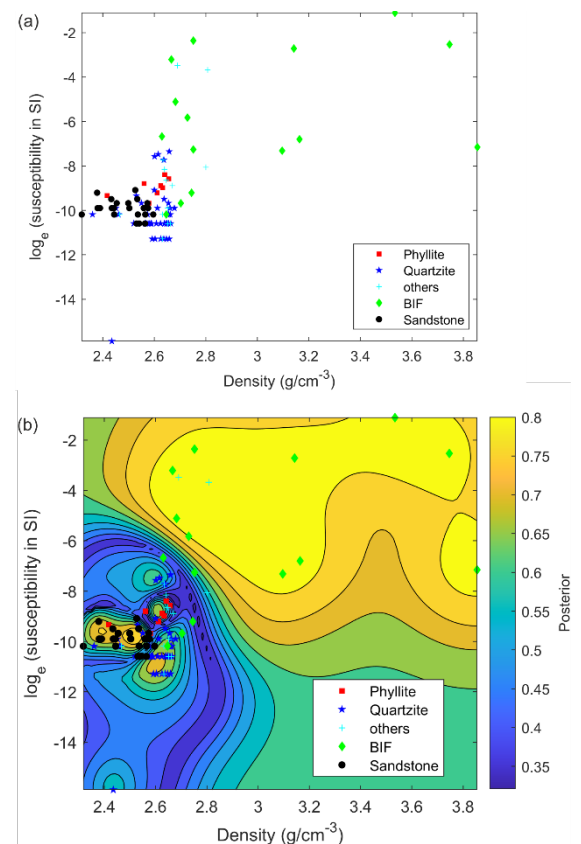 (a)
-2
-4
-6
-8
-10
-12
-14
log_e (susceptibility in SI)
Phyllite
Quartzite
others
BIF
Sandstone
2.4 2.6 2.8 3 3.2 3.4 3.6 3.8
Density (g/cm⁻³)
(b)
-2
-4
-6
-8
-10
-12
-14
log_e (susceptibility in SI)
Phyllite
Quartzite
others
BIF
Sandstone
2.4 2.6 2.8 3 3.2 3.4 3.6 3.8
Density (g/cm⁻³)
0.8
0.75
0.7
0.65
0.6
0.55
0.5
0.45
0.4
0.35
Posterior